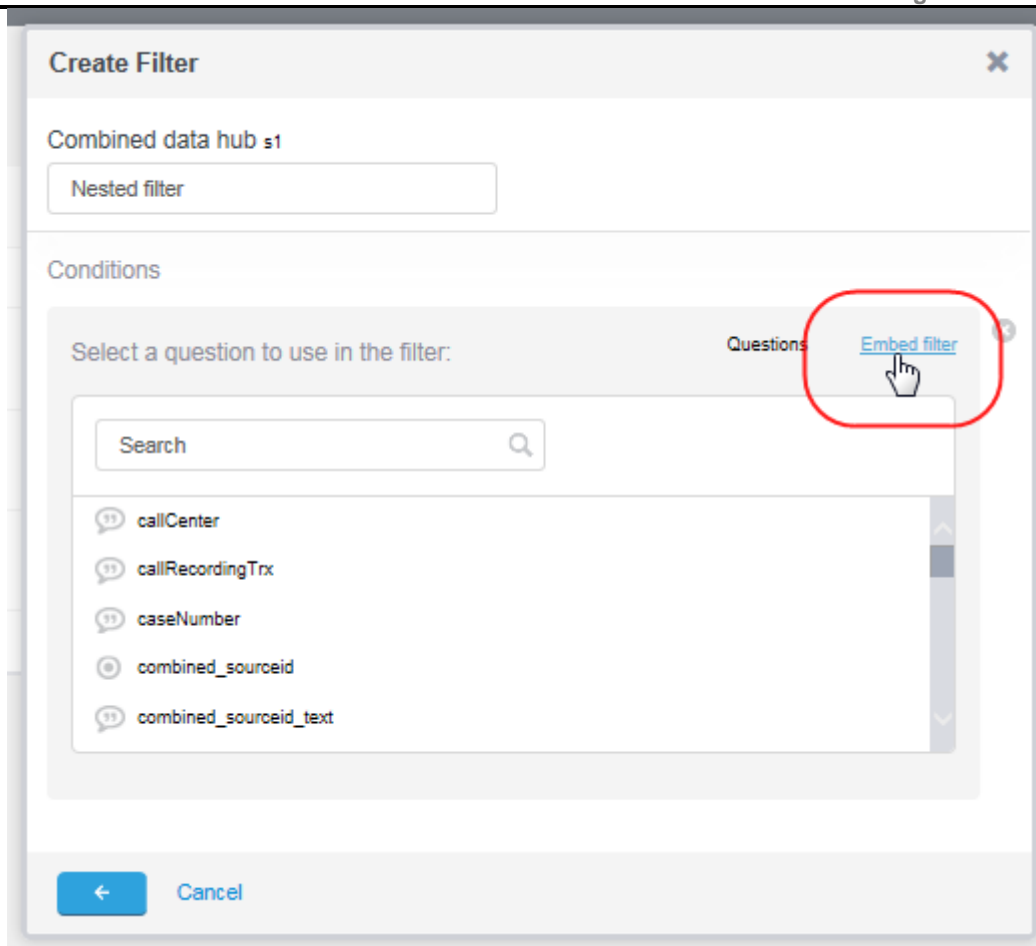 Create Filter
Combined data hub s1
Nested filter
Conditions
Select a question to use in the filter: Questions Embed filter
Search
callCenter
callRecordingTrx
caseNumber
combined_sourceid
combined_sourceid_text
Cancel